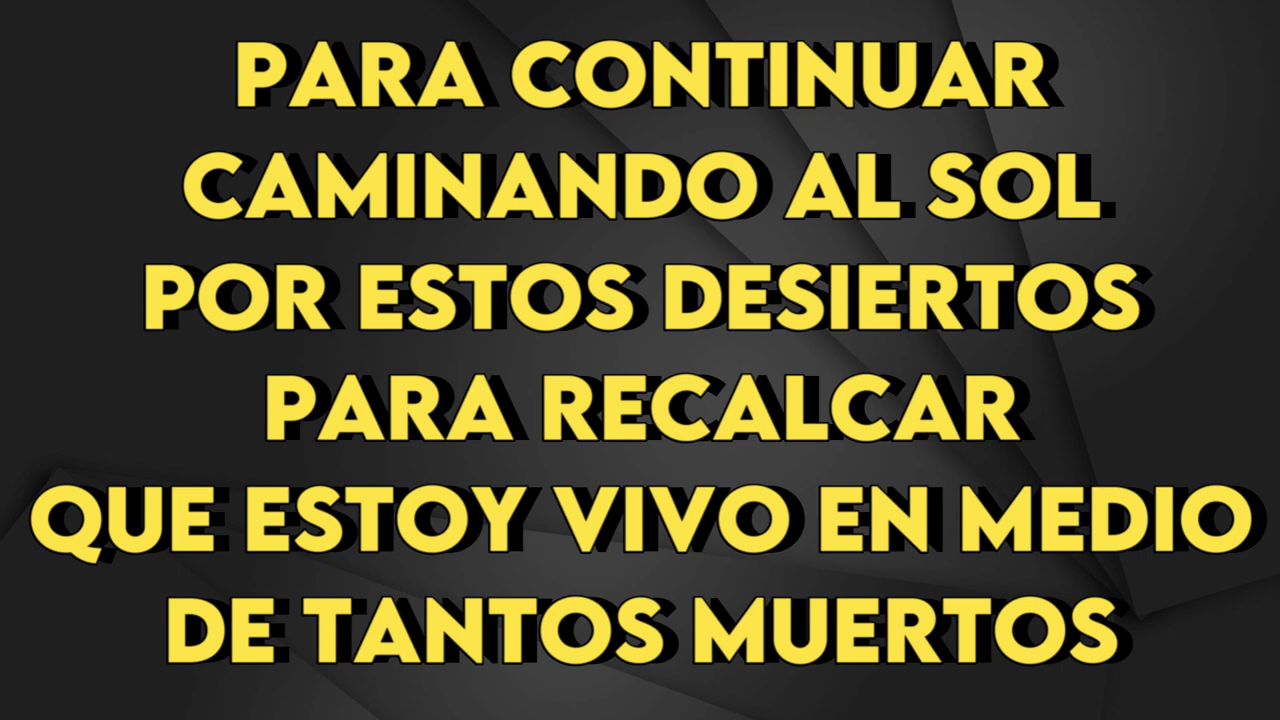 PARA CONTINUAR
CAMINANDO AL SOL
POR ESTOS DESIERTOS
PARA RECALCAR
QUE ESTOY VIVO EN MEDIO
DE TANTOS MUERTOS